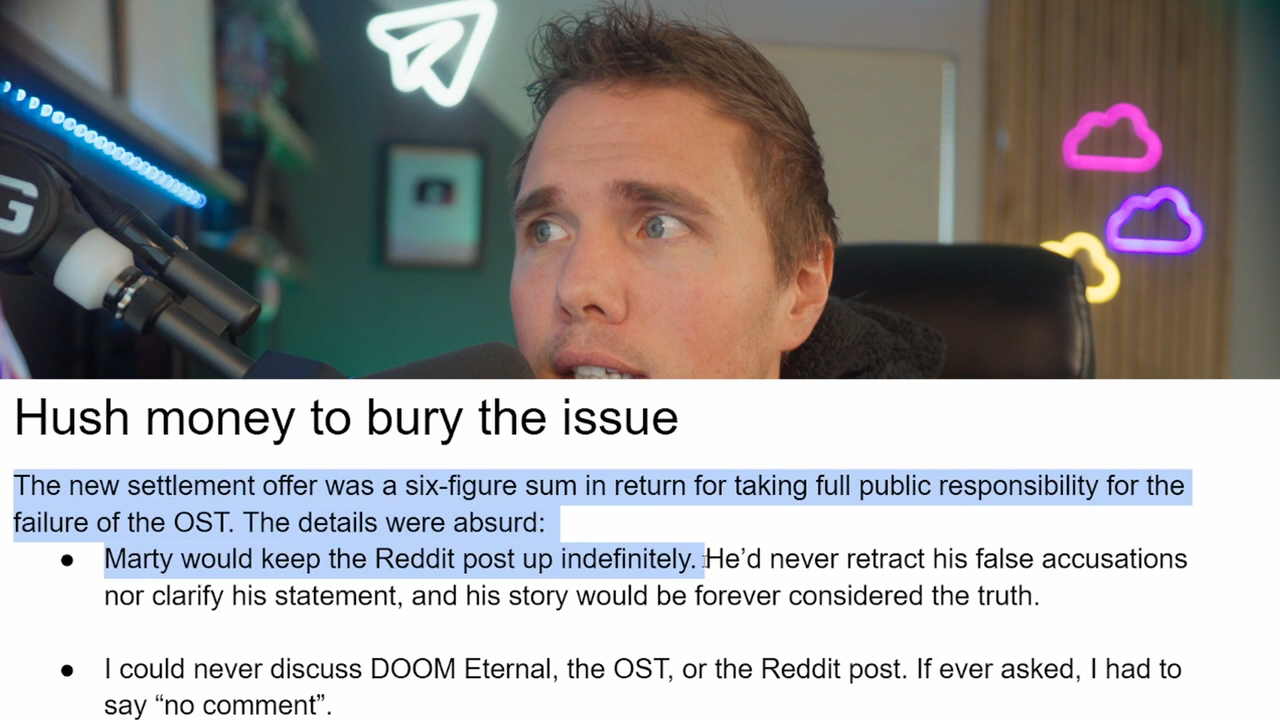 G
Hush money to bury the issue
The new settlement offer was a six-figure sum in return for taking full public responsibility for the
failure of the OST. The details were absurd:
● Marty would keep the Reddit post up indefinitely. He’d never retract his false accusations
nor clarify his statement, and his story would be forever considered the truth.
● I could never discuss DOOM Eternal, the OST, or the Reddit post. If ever asked, I had to
say “no comment”.